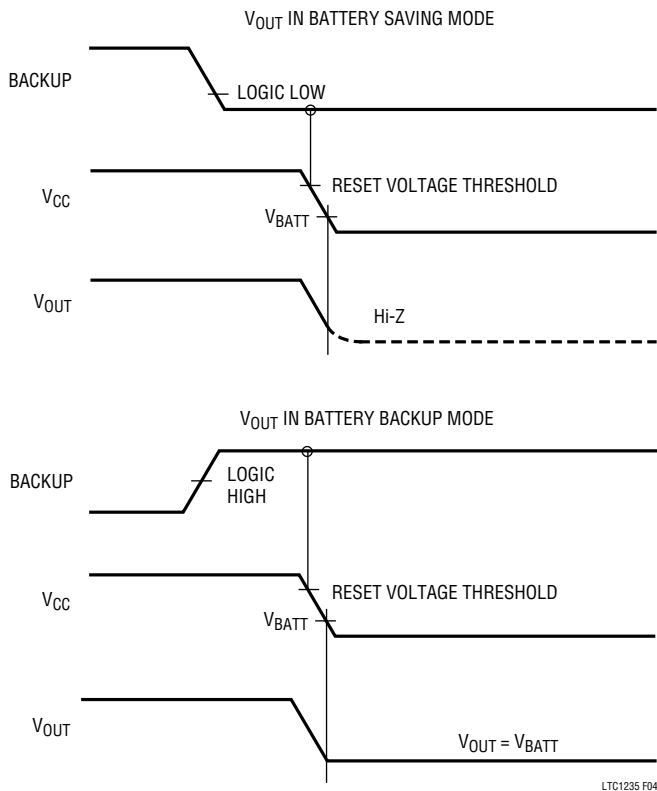 VOUT IN BATTERY SAVING MODE
BACKUP
LOGIC LOW
VCC
RESET VOLTAGE THRESHOLD
VBATT
VOUT
Hi-Z
VOUT IN BATTERY BACKUP MODE
BACKUP
LOGIC
HIGH
VCC
RESET VOLTAGE THRESHOLD
VBATT
VOUT
VOUT = VBATT
LTC1235 F04